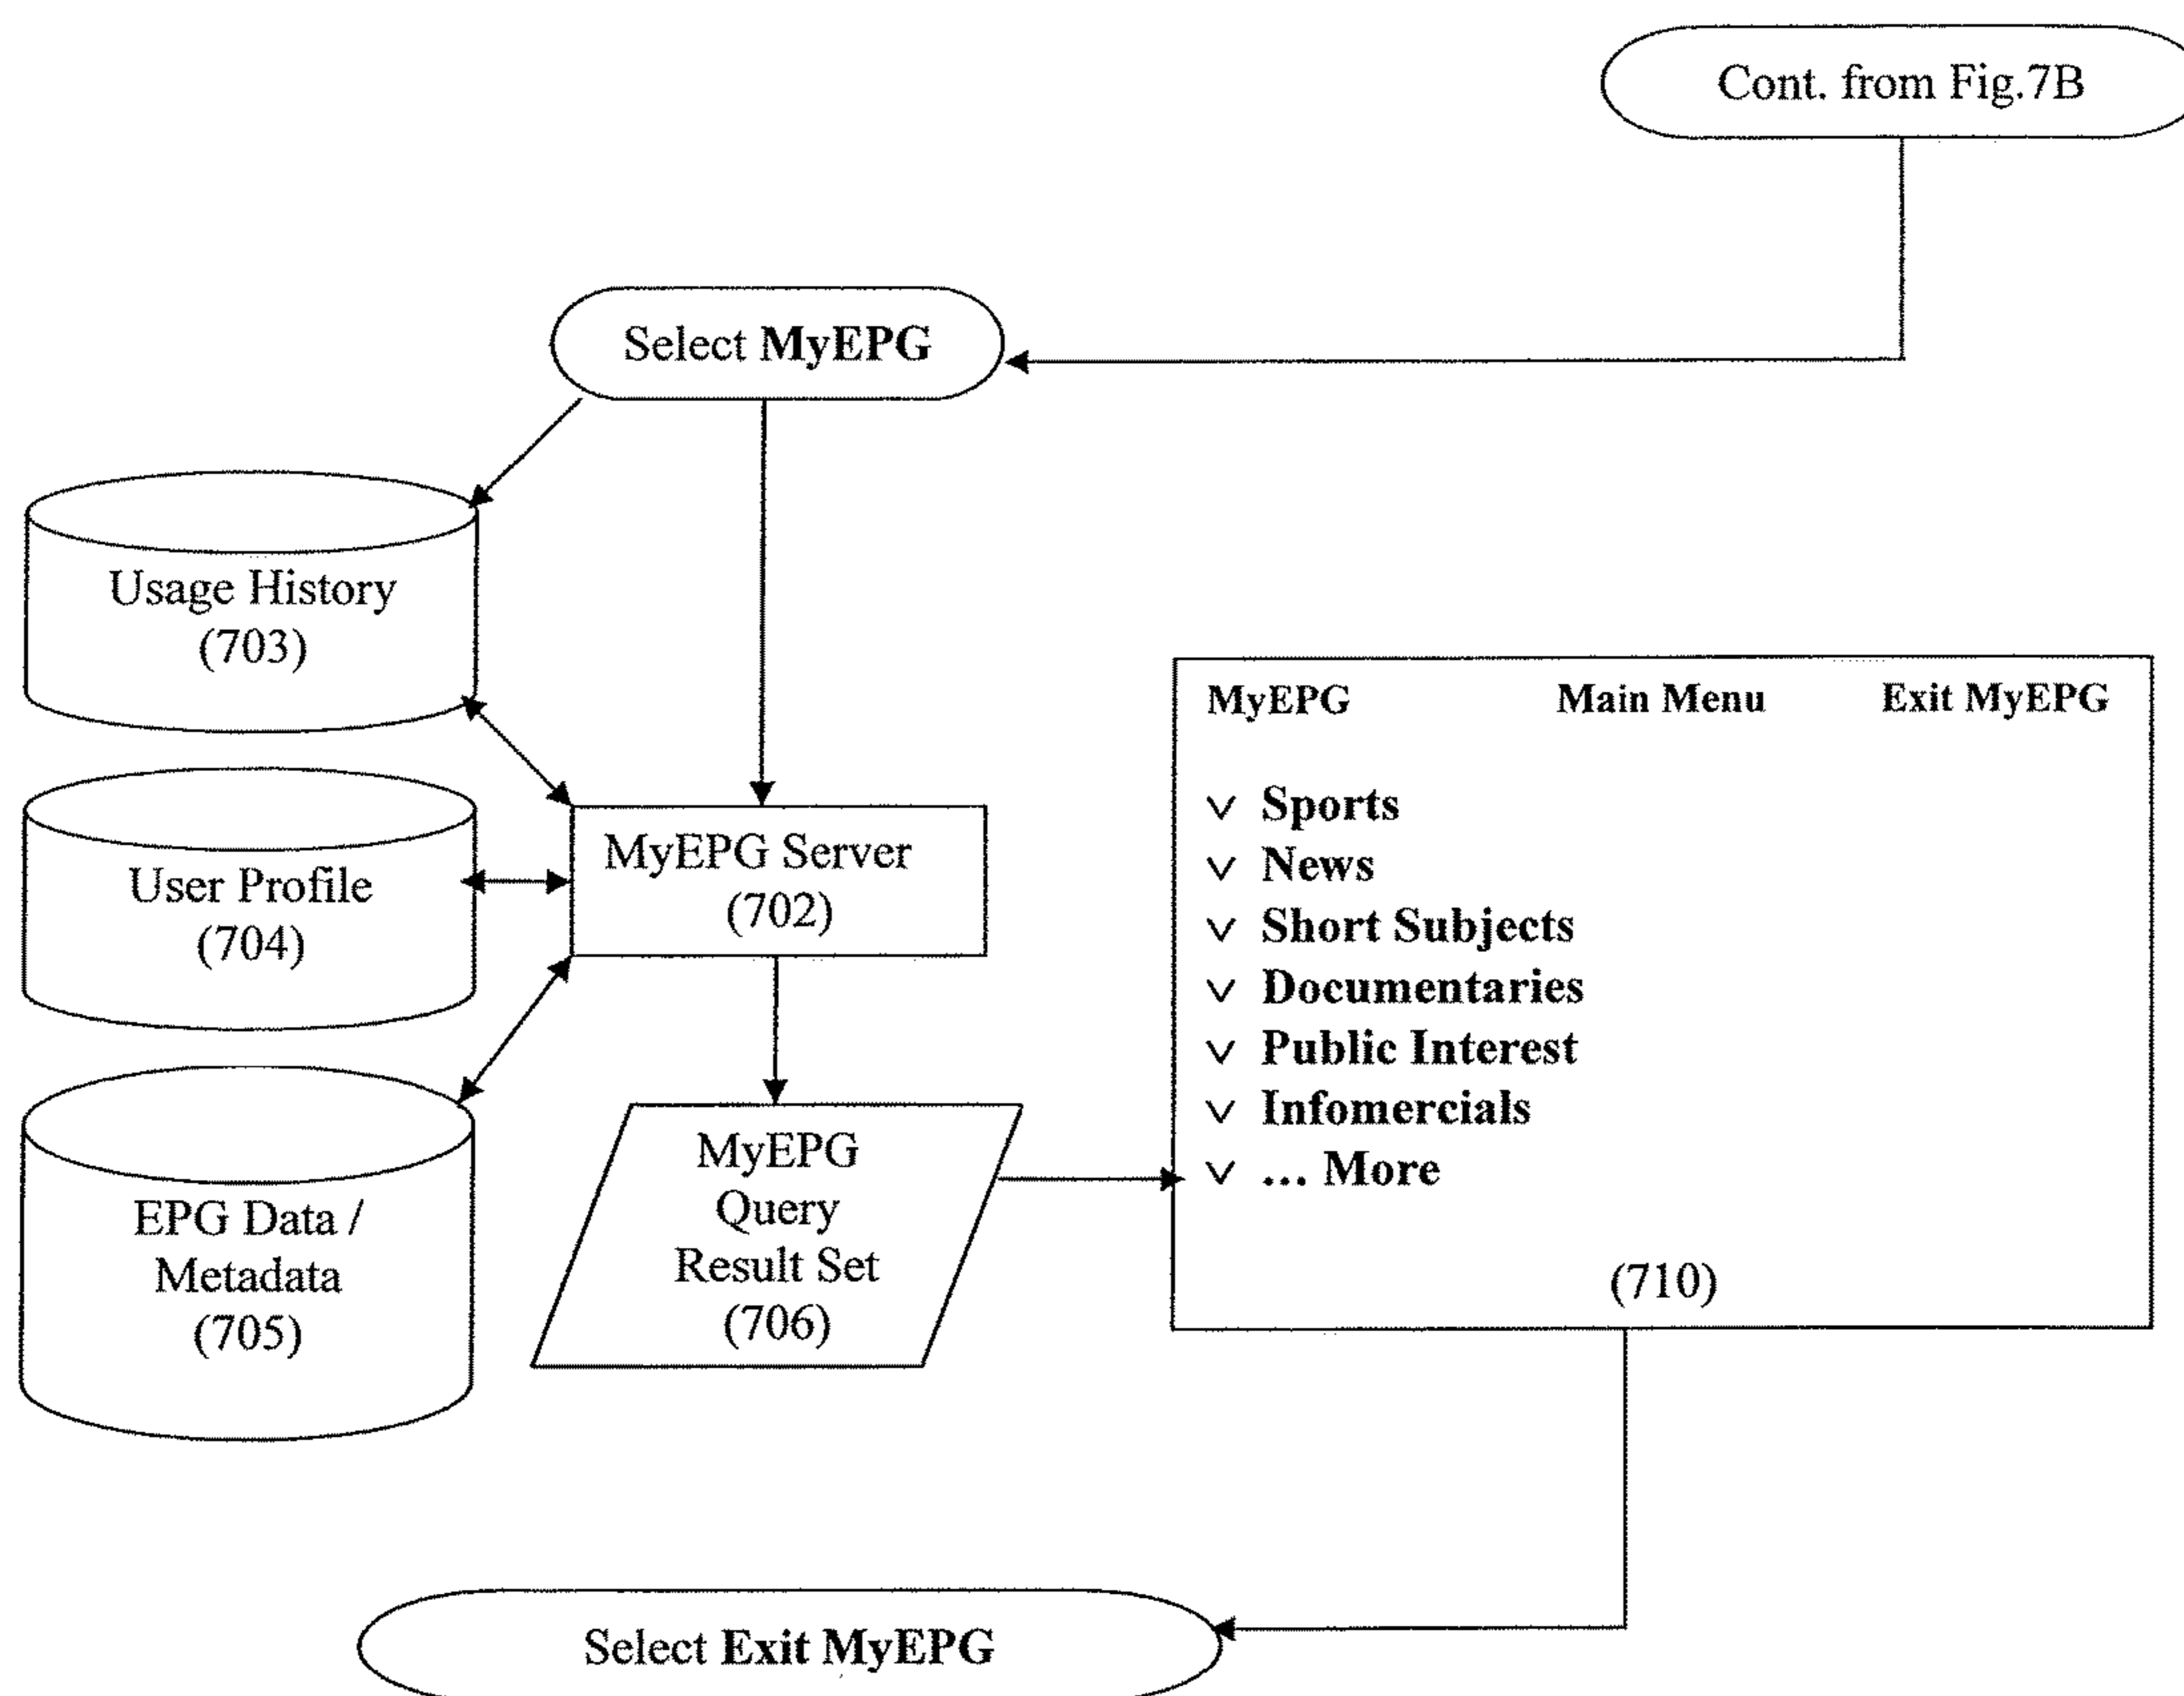 Cont. from Fig.7B
Select MyEPG
Usage History
(703)
User Profile
(704)
EPG Data /
Metadata
(705)
MyEPG Server
(702)
MyEPG
Query
Result Set
(706)
MyEPG Main Menu Exit MyEPG
v Sports
v News
v Short Subjects
v Documentaries
v Public Interest
v Infomercials
v ... More
(710)
Select Exit MyEPG